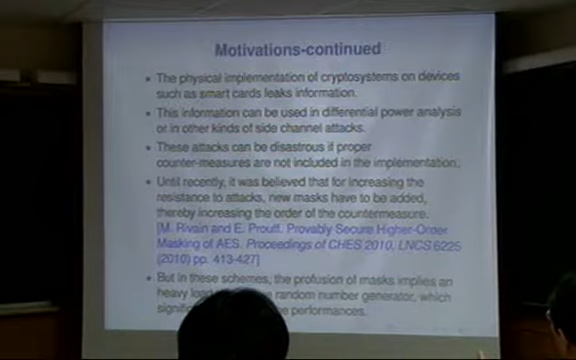 Motivations-continued
The physical implementation of cryptosystems on devices
such as smart cards leaks information.
This information can be used in differential power analysis
or in other kinds of side channel attacks.
These attacks can be disastrous if proper
counter-measures are not included in the implementation.
Until recently, it was believed that for increasing the
resistance to attacks, new masks have to be added,
thereby increasing the order of the countermeasure.
[M. Rivain and E. Prouff. Provably Secure Higher-Order
Masking of AES. Proceedings of CHES 2010, LNCS 6225
(2010) pp. 413-427]
But in these schemes, the profusion of masks implies an
heavy random number generator, which
performances.